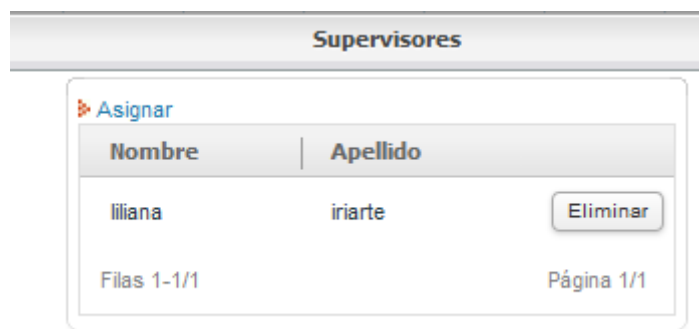 Supervisores
Asignar
Nombre Apellido
liliana iriarte Eliminar
Filas 1-1/1 Página 1/1